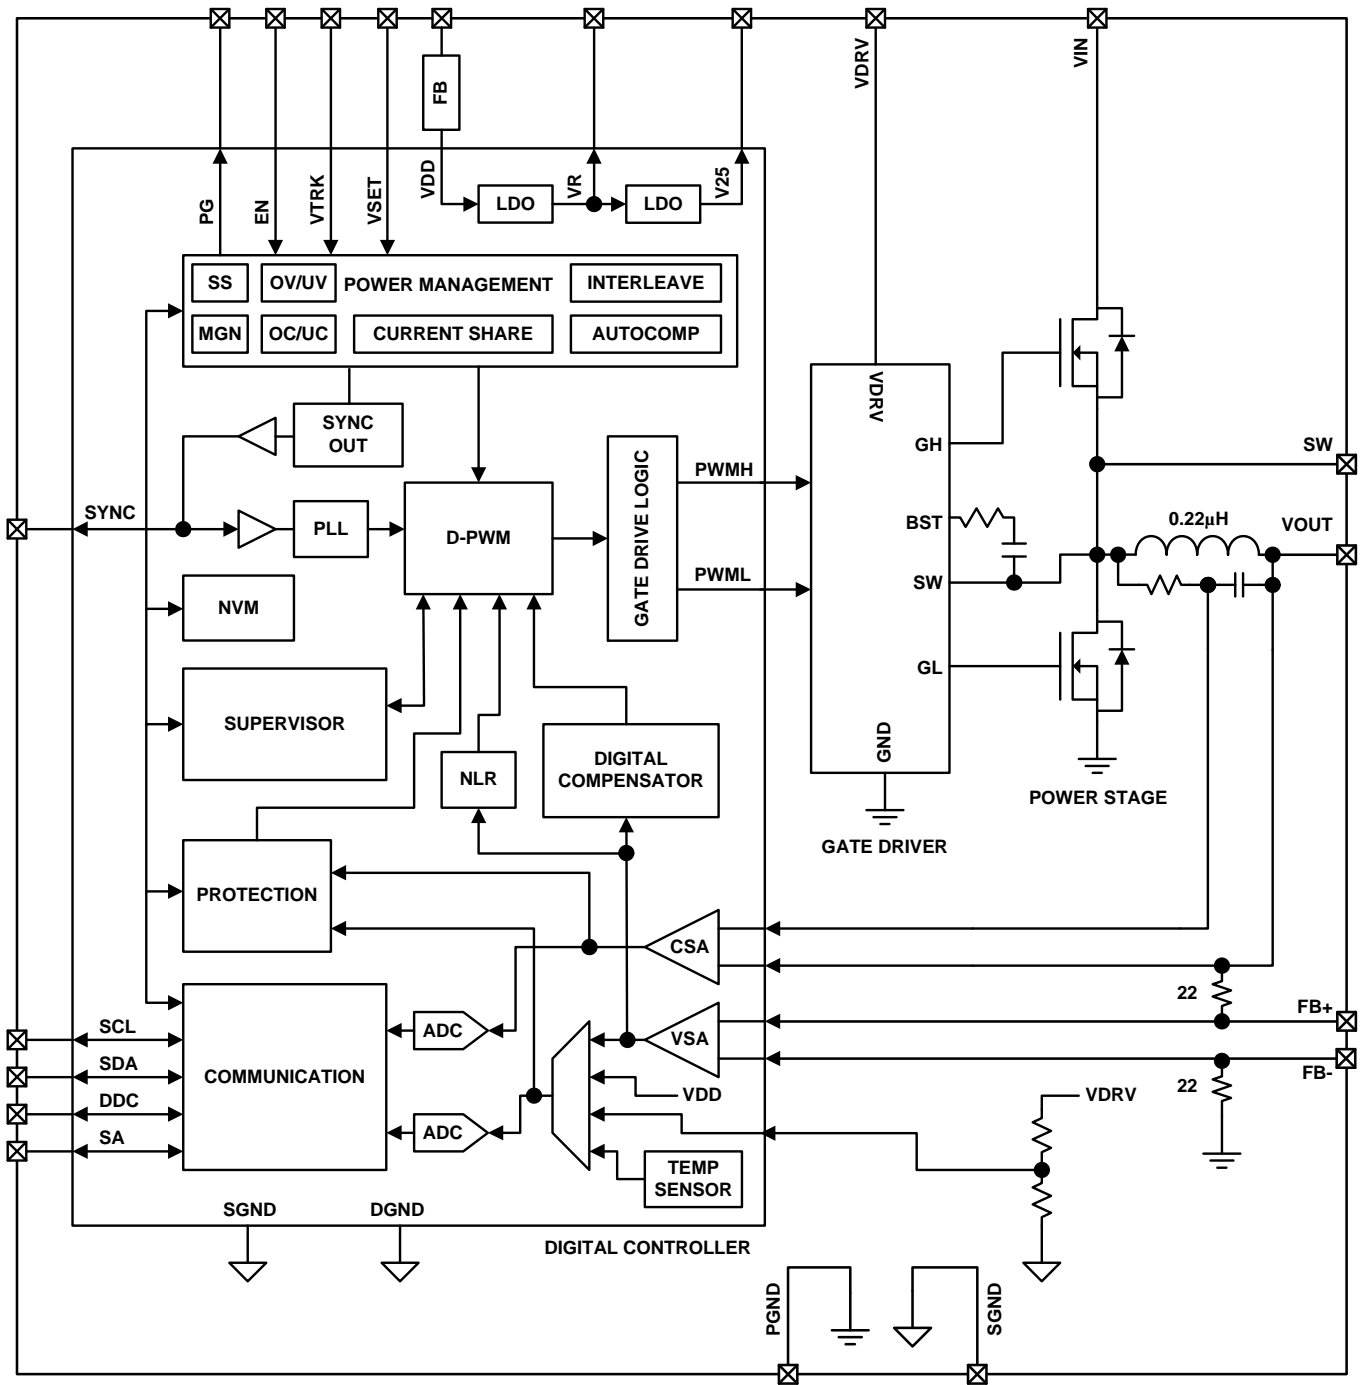 VDRV
VIN
FB
VDD
VR
V25
PG
EN
VTRK
VSET
LDO
LDO
SS
OV/UV
POWER MANAGEMENT
INTERLEAVE
MGN
OC/UC
CURRENT SHARE
AUTOCOMP
VDRV
SYNC
OUT
GH
SW
GATE DRIVE LOGIC
PWMH
SYNC
PLL
D-PWM
BST
0.22μH
VOUT
PWML
SW
NVM
GL
SUPERVISOR
NLR
DIGITAL
COMPENSATOR
GND
POWER STAGE
GATE DRIVER
PROTECTION
CSA
22
FB+
SCL
ADC
VSA
SDA
COMMUNICATION
FB-
DDC
VDD
22
VDRV
SA
ADC
TEMP
SENSOR
SGND
DGND
DIGITAL CONTROLLER
PGND
SGND